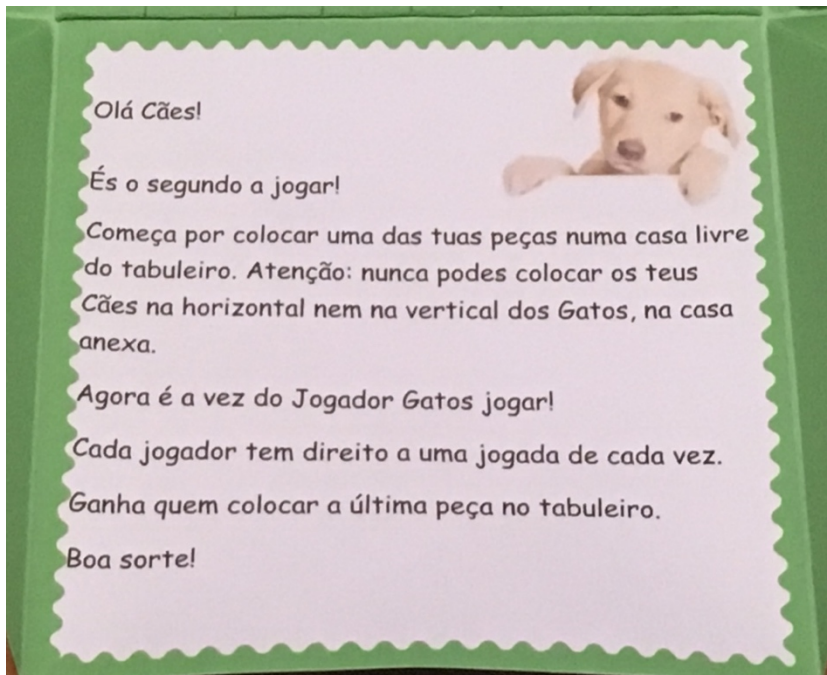 Olá Cães!
És o segundo a jogar!
Começa por colocar uma das tuas peças numa casa livre
do tabuleiro. Atenção: nunca podes colocar os teus
Cães na horizontal nem na vertical dos Gatos, na casa
anexa.
Agora é a vez do Jogador Gatos jogar!
Cada jogador tem direito a uma jogada de cada vez.
Ganha quem colocar a última peça no tabuleiro.
Boa sorte!